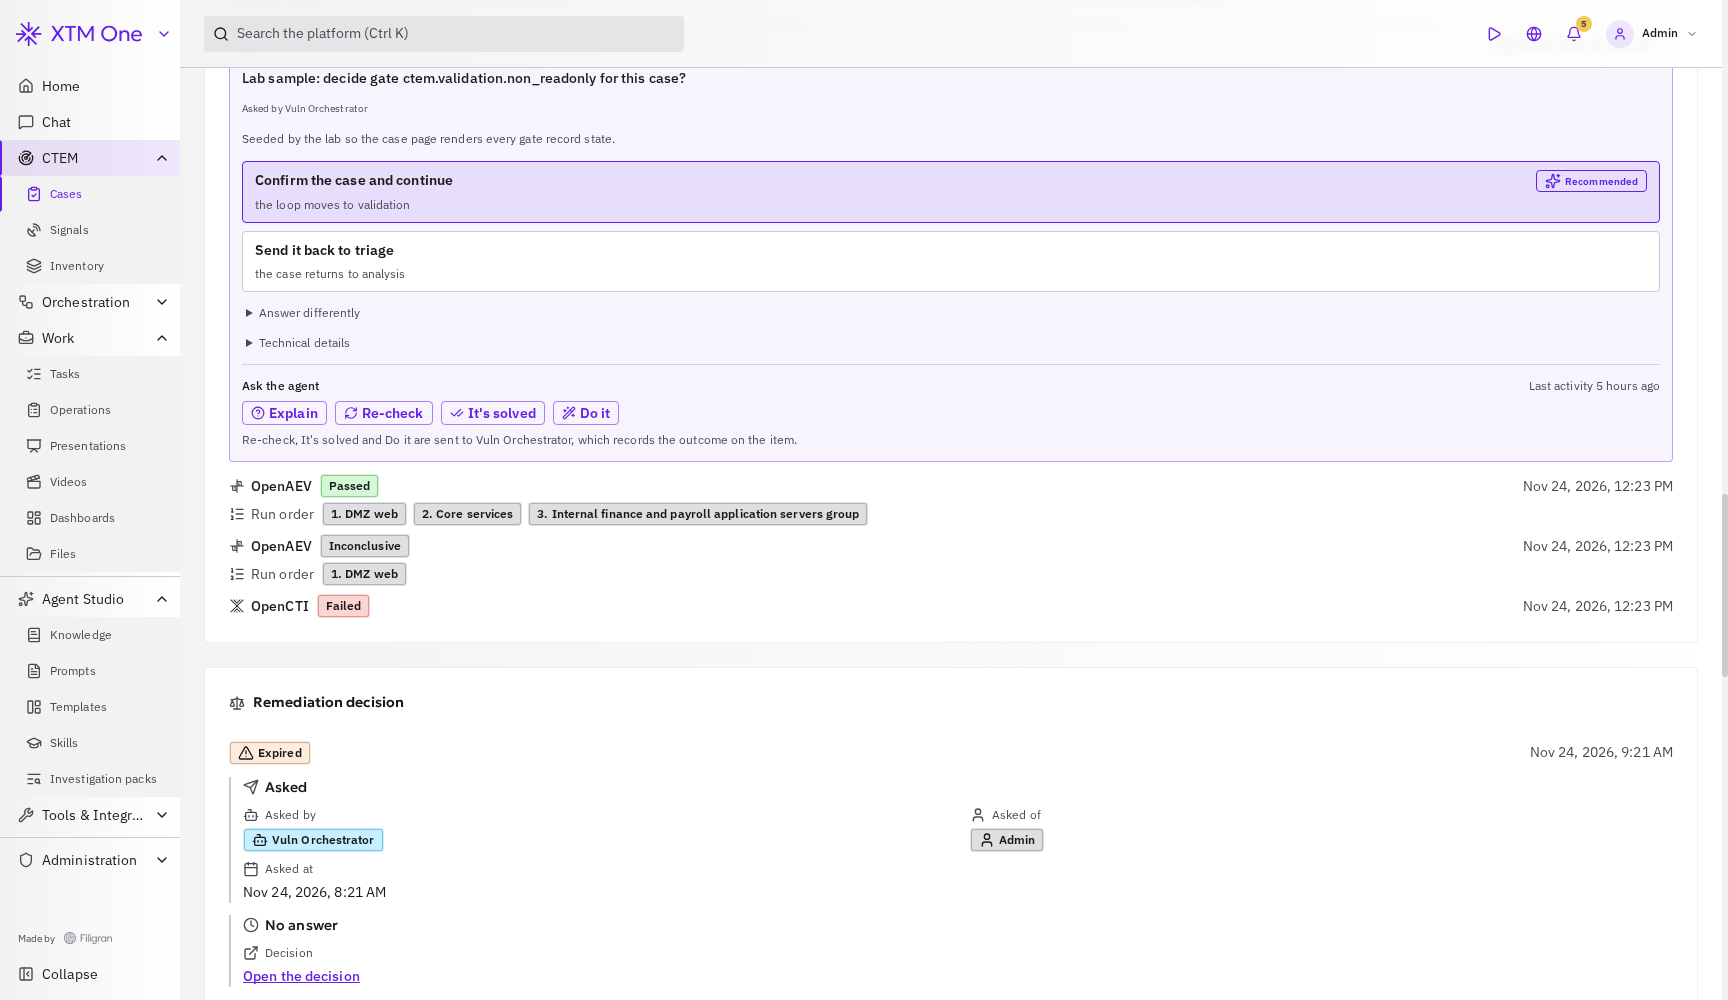 XTM One
Search the platform (Ctrl K)
5
Admin
Home
Chat
CTEM
Cases
Signals
Inventory
Orchestration
Work
Tasks
Operations
Presentations
Videos
Dashboards
Files
Agent Studio
Knowledge
Prompts
Templates
Skills
Investigation packs
Tools & Integr...
Administration
Made by Filigran
Collapse
Lab sample: decide gate ctem.validation.non_readonly for this case?
Asked by Vuln Orchestrator
Seeded by the lab so the case page renders every gate record state.
Confirm the case and continue
Recommended
the loop moves to validation
Send it back to triage
the case returns to analysis
Answer differently
Technical details
Ask the agent
Last activity 5 hours ago
Explain Re-check It's solved Do it
Re-check, It's solved and Do it are sent to Vuln Orchestrator, which records the outcome on the item.
OpenAEV Passed Nov 24, 2026, 12:23 PM
Run order 1. DMZ web 2. Core services 3. Internal finance and payroll application servers group
OpenAEV Inconclusive Nov 24, 2026, 12:23 PM
Run order 1. DMZ web
OpenCTI Failed Nov 24, 2026, 12:23 PM
Remediation decision
Expired Nov 24, 2026, 9:21 AM
Asked
Asked by Asked of
Vuln Orchestrator Admin
Asked at
Nov 24, 2026, 8:21 AM
No answer
Decision
Open the decision